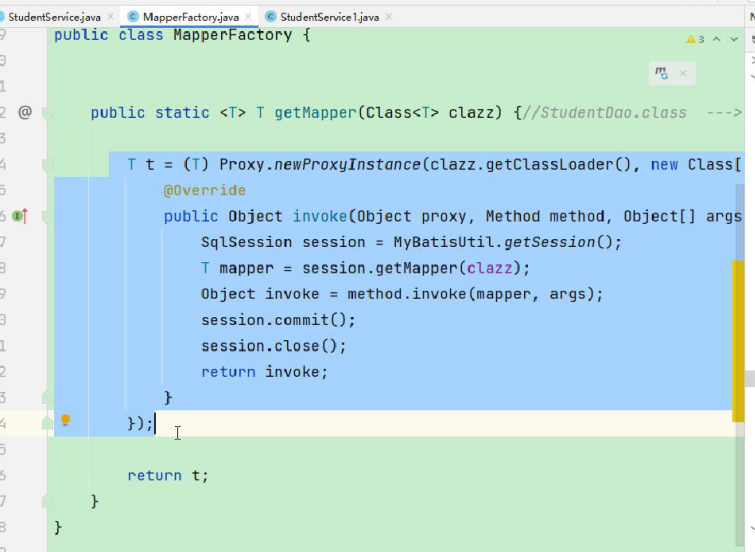 StudentService.java MapperFactory.java StudentService1.java
public class MapperFactory { 3
public static <T> T getMapper(Class<T> clazz) {//StudentDao.class --->
T t = (T) Proxy.newProxyInstance(clazz.getClassLoader(), new Class[
@Override
public Object invoke(Object proxy, Method method, Object[] args
SqlSession session = MyBatisUtil.getSession();
T mapper = session.getMapper(clazz);
Object invoke = method.invoke(mapper, args);
session.commit();
session.close();
return invoke;
}
});
return t;
}
}